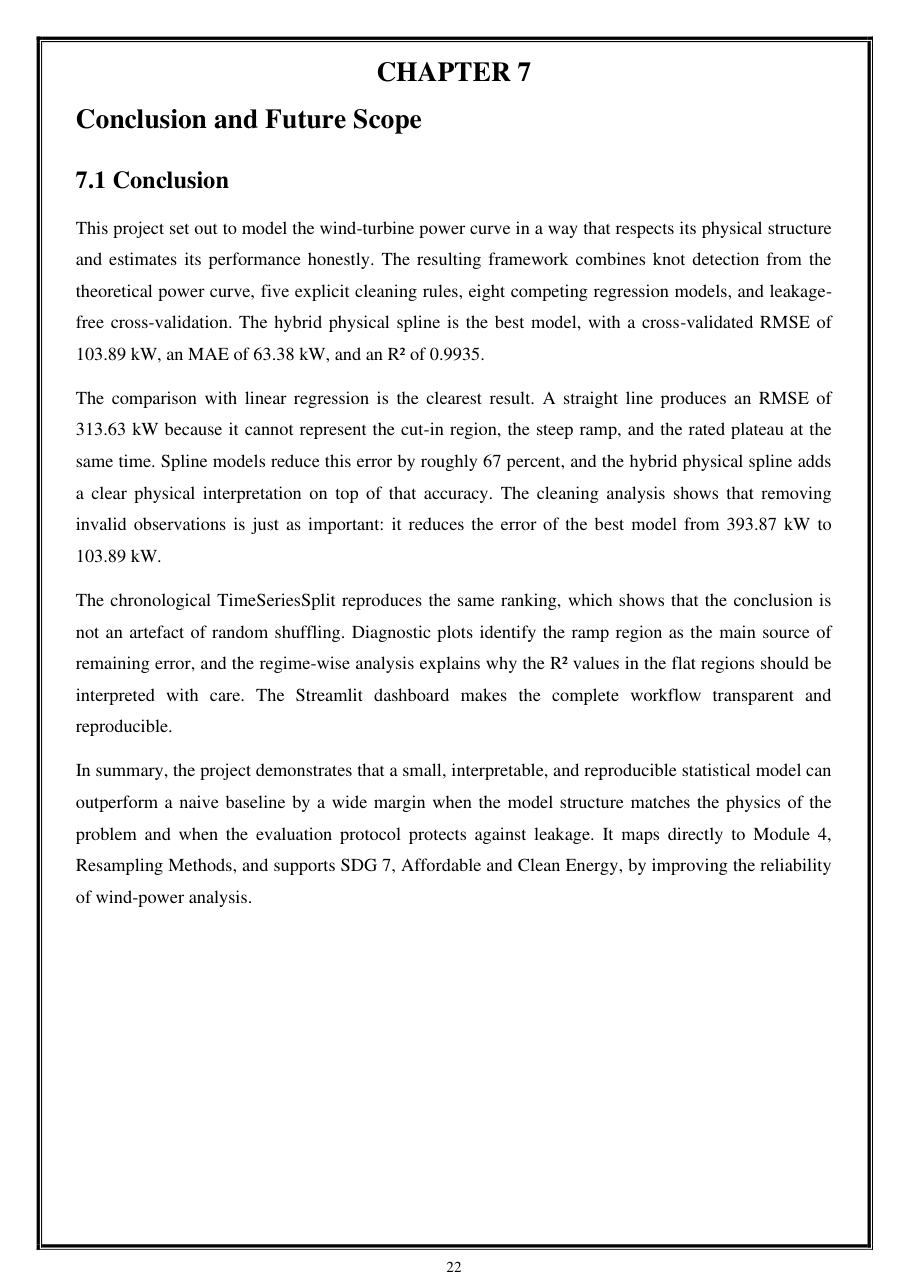 CHAPTER 7
Conclusion and Future Scope
7.1 Conclusion
This project set out to model the wind-turbine power curve in a way that respects its physical structure
and estimates its performance honestly. The resulting framework combines knot detection from the
theoretical power curve, five explicit cleaning rules, eight competing regression models, and leakage-
free cross-validation. The hybrid physical spline is the best model, with a cross-validated RMSE of
103.89 kW, an MAE of 63.38 kW, and an R² of 0.9935.
The comparison with linear regression is the clearest result. A straight line produces an RMSE of
313.63 kW because it cannot represent the cut-in region, the steep ramp, and the rated plateau at the
same time. Spline models reduce this error by roughly 67 percent, and the hybrid physical spline adds
a clear physical interpretation on top of that accuracy. The cleaning analysis shows that removing
invalid observations is just as important: it reduces the error of the best model from 393.87 kW to
103.89 kW.
The chronological TimeSeriesSplit reproduces the same ranking, which shows that the conclusion is
not an artefact of random shuffling. Diagnostic plots identify the ramp region as the main source of
remaining error, and the regime-wise analysis explains why the R² values in the flat regions should be
interpreted with care. The Streamlit dashboard makes the complete workflow transparent and
reproducible.
In summary, the project demonstrates that a small, interpretable, and reproducible statistical model can
outperform a naive baseline by a wide margin when the model structure matches the physics of the
problem and when the evaluation protocol protects against leakage. It maps directly to Module 4,
Resampling Methods, and supports SDG 7, Affordable and Clean Energy, by improving the reliability
of wind-power analysis.
22